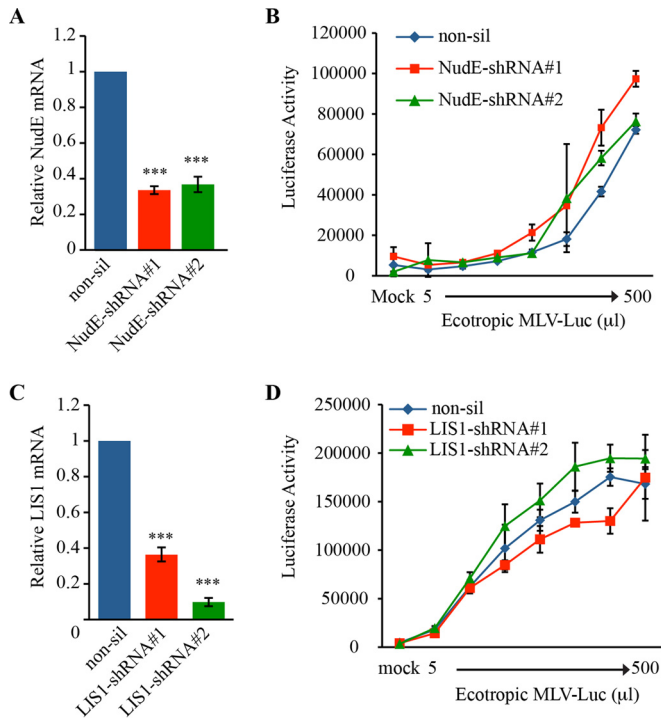 A
Relative NudE mRNA
1.2
1
0.8
0.6
0.4
0.2
0
***
***
non-sil
NudE-shRNA#1
NudE-shRNA#2
B
non-sil
NudE-shRNA#1
NudE-shRNA#2
Luciferase Activity
120000
100000
80000
60000
40000
20000
0
Mock 5 500
Ecotropic MLV-Luc (μl)
C
Relative LIS1 mRNA
1.2
1
0.8
0.6
0.4
0.2
0
***
***
non-sil
LIS1-shRNA#1
LIS1-shRNA#2
D
non-sil
LIS1-shRNA#1
LIS1-shRNA#2
Luciferase Activity
250000
200000
150000
100000
50000
0
mock 5 500
Ecotropic MLV-Luc (μl)